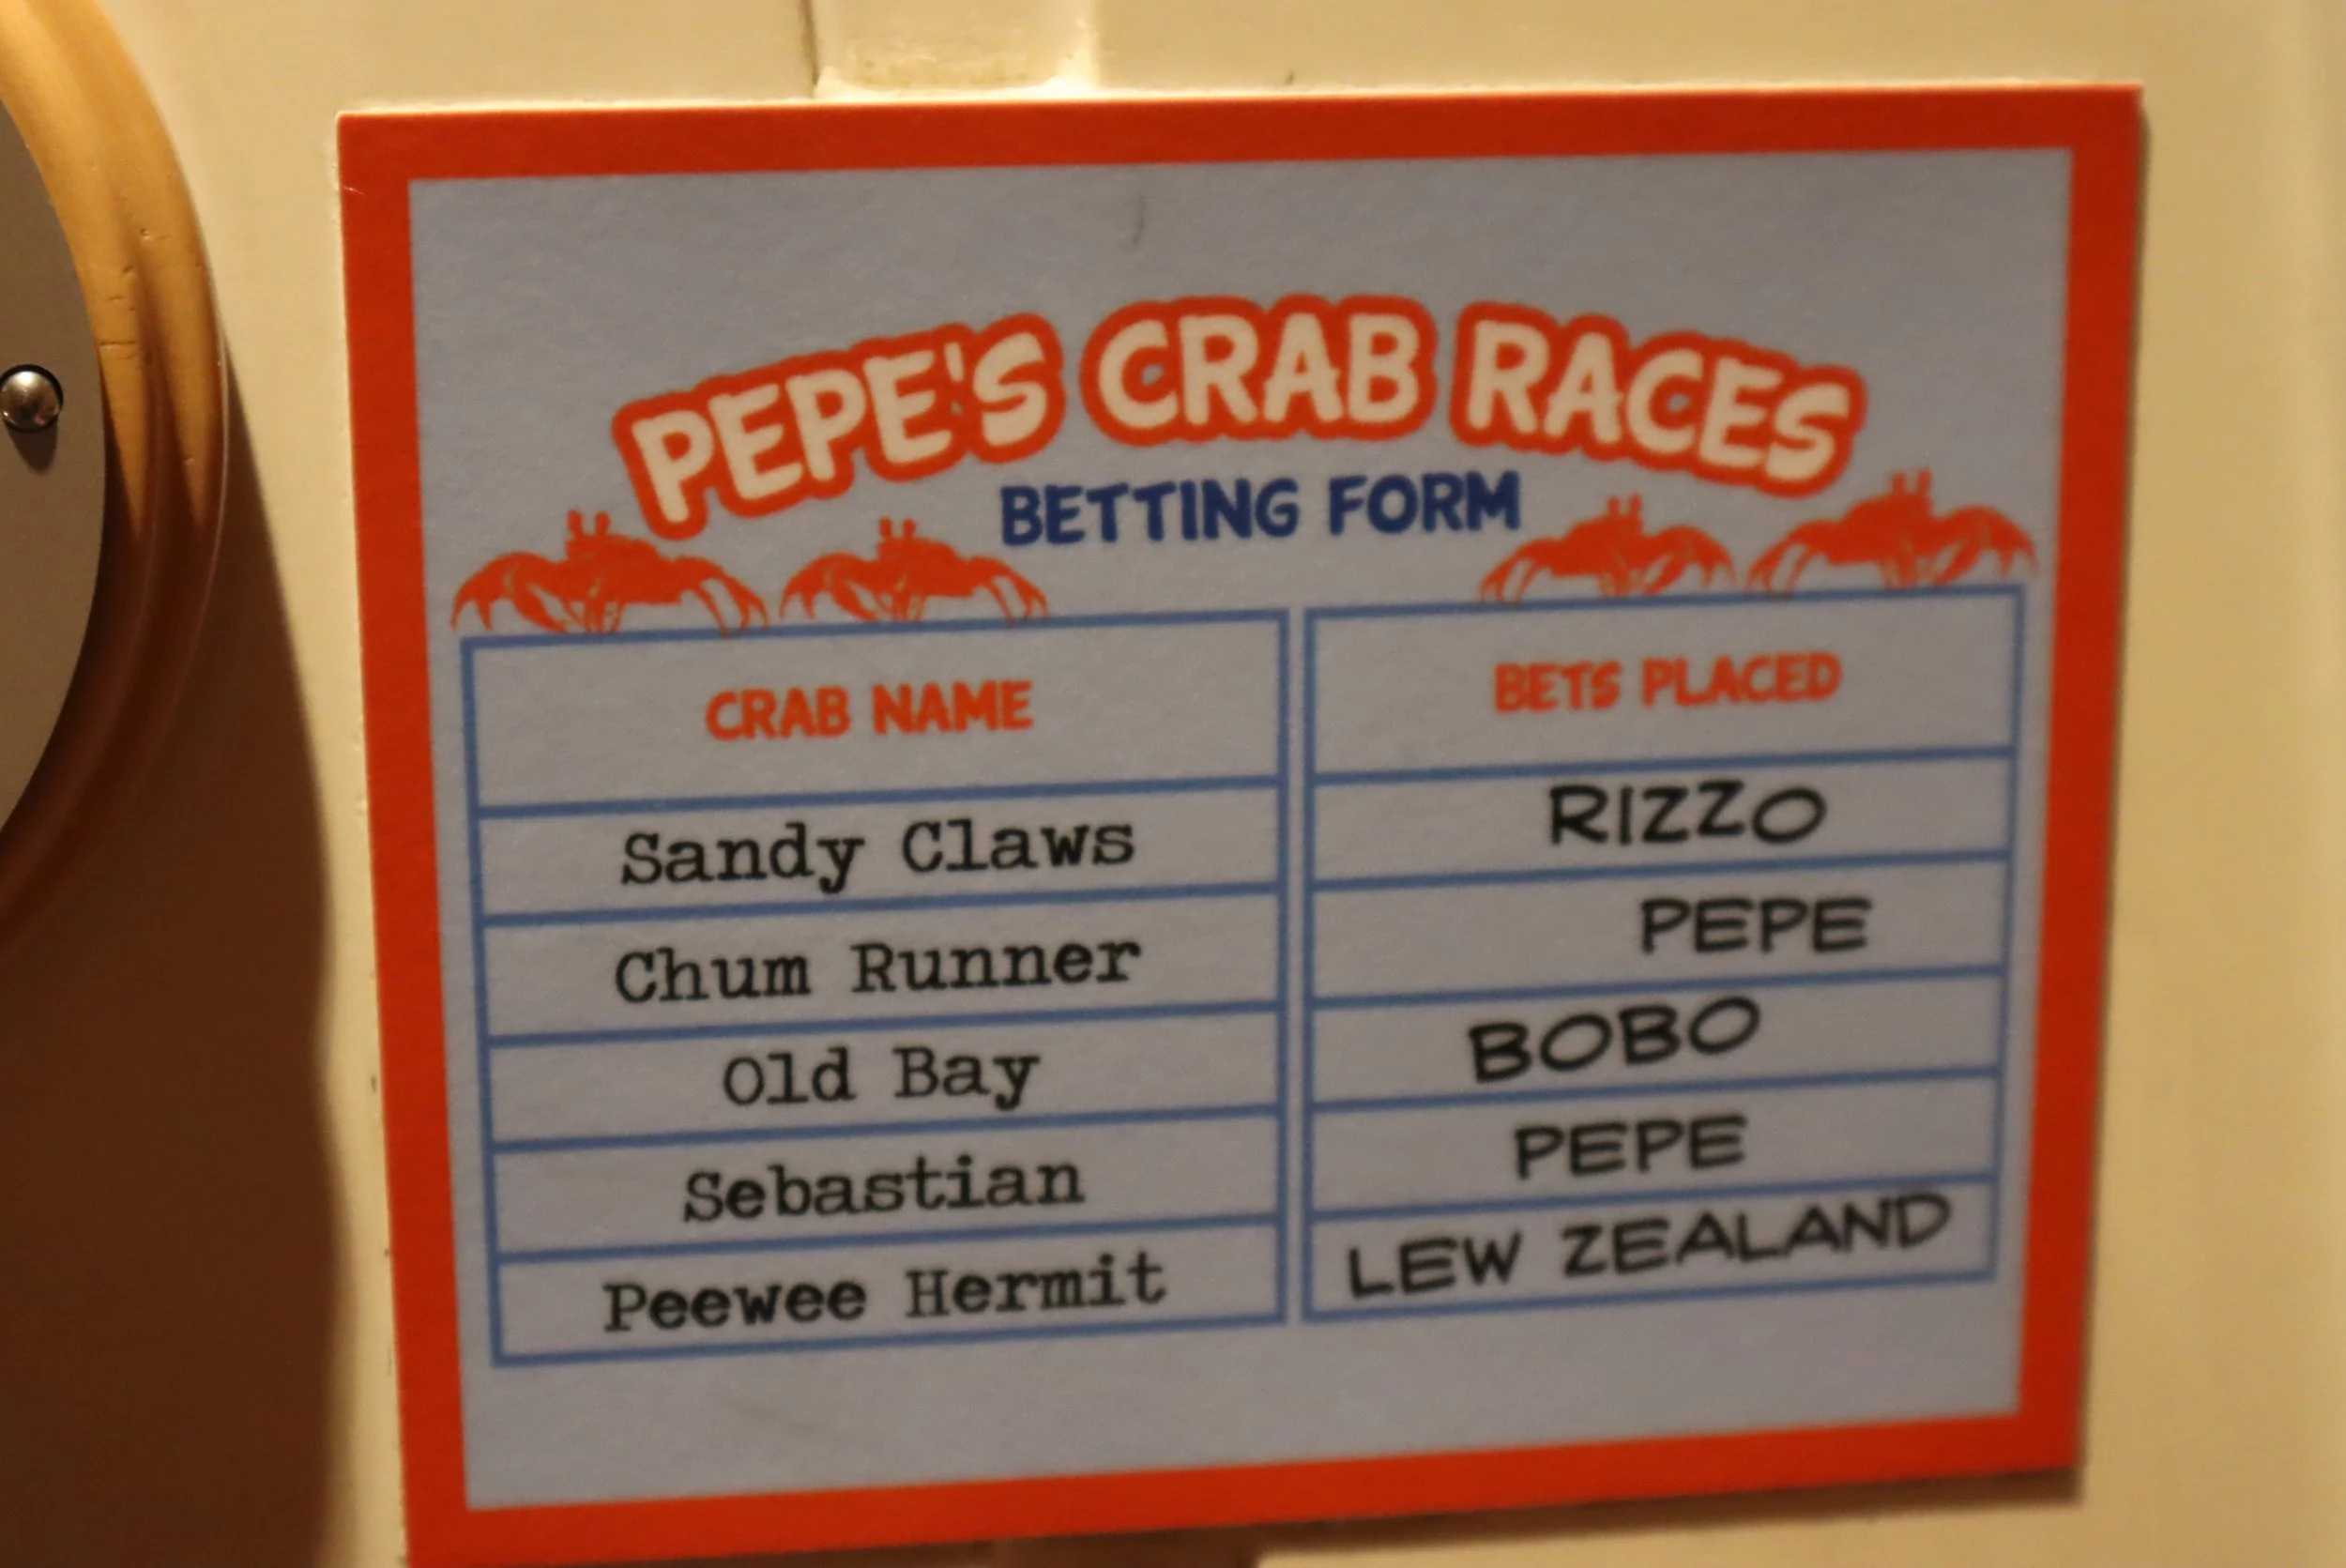 PEPE'S CRAB RACES
BETTING FORM
CRAB NAME BETS PLACED
Sandy Claws RIZZO
Chum Runner PEPE
Old Bay BOBO
Sebastian PEPE
Peewee Hermit LEW ZEALAND